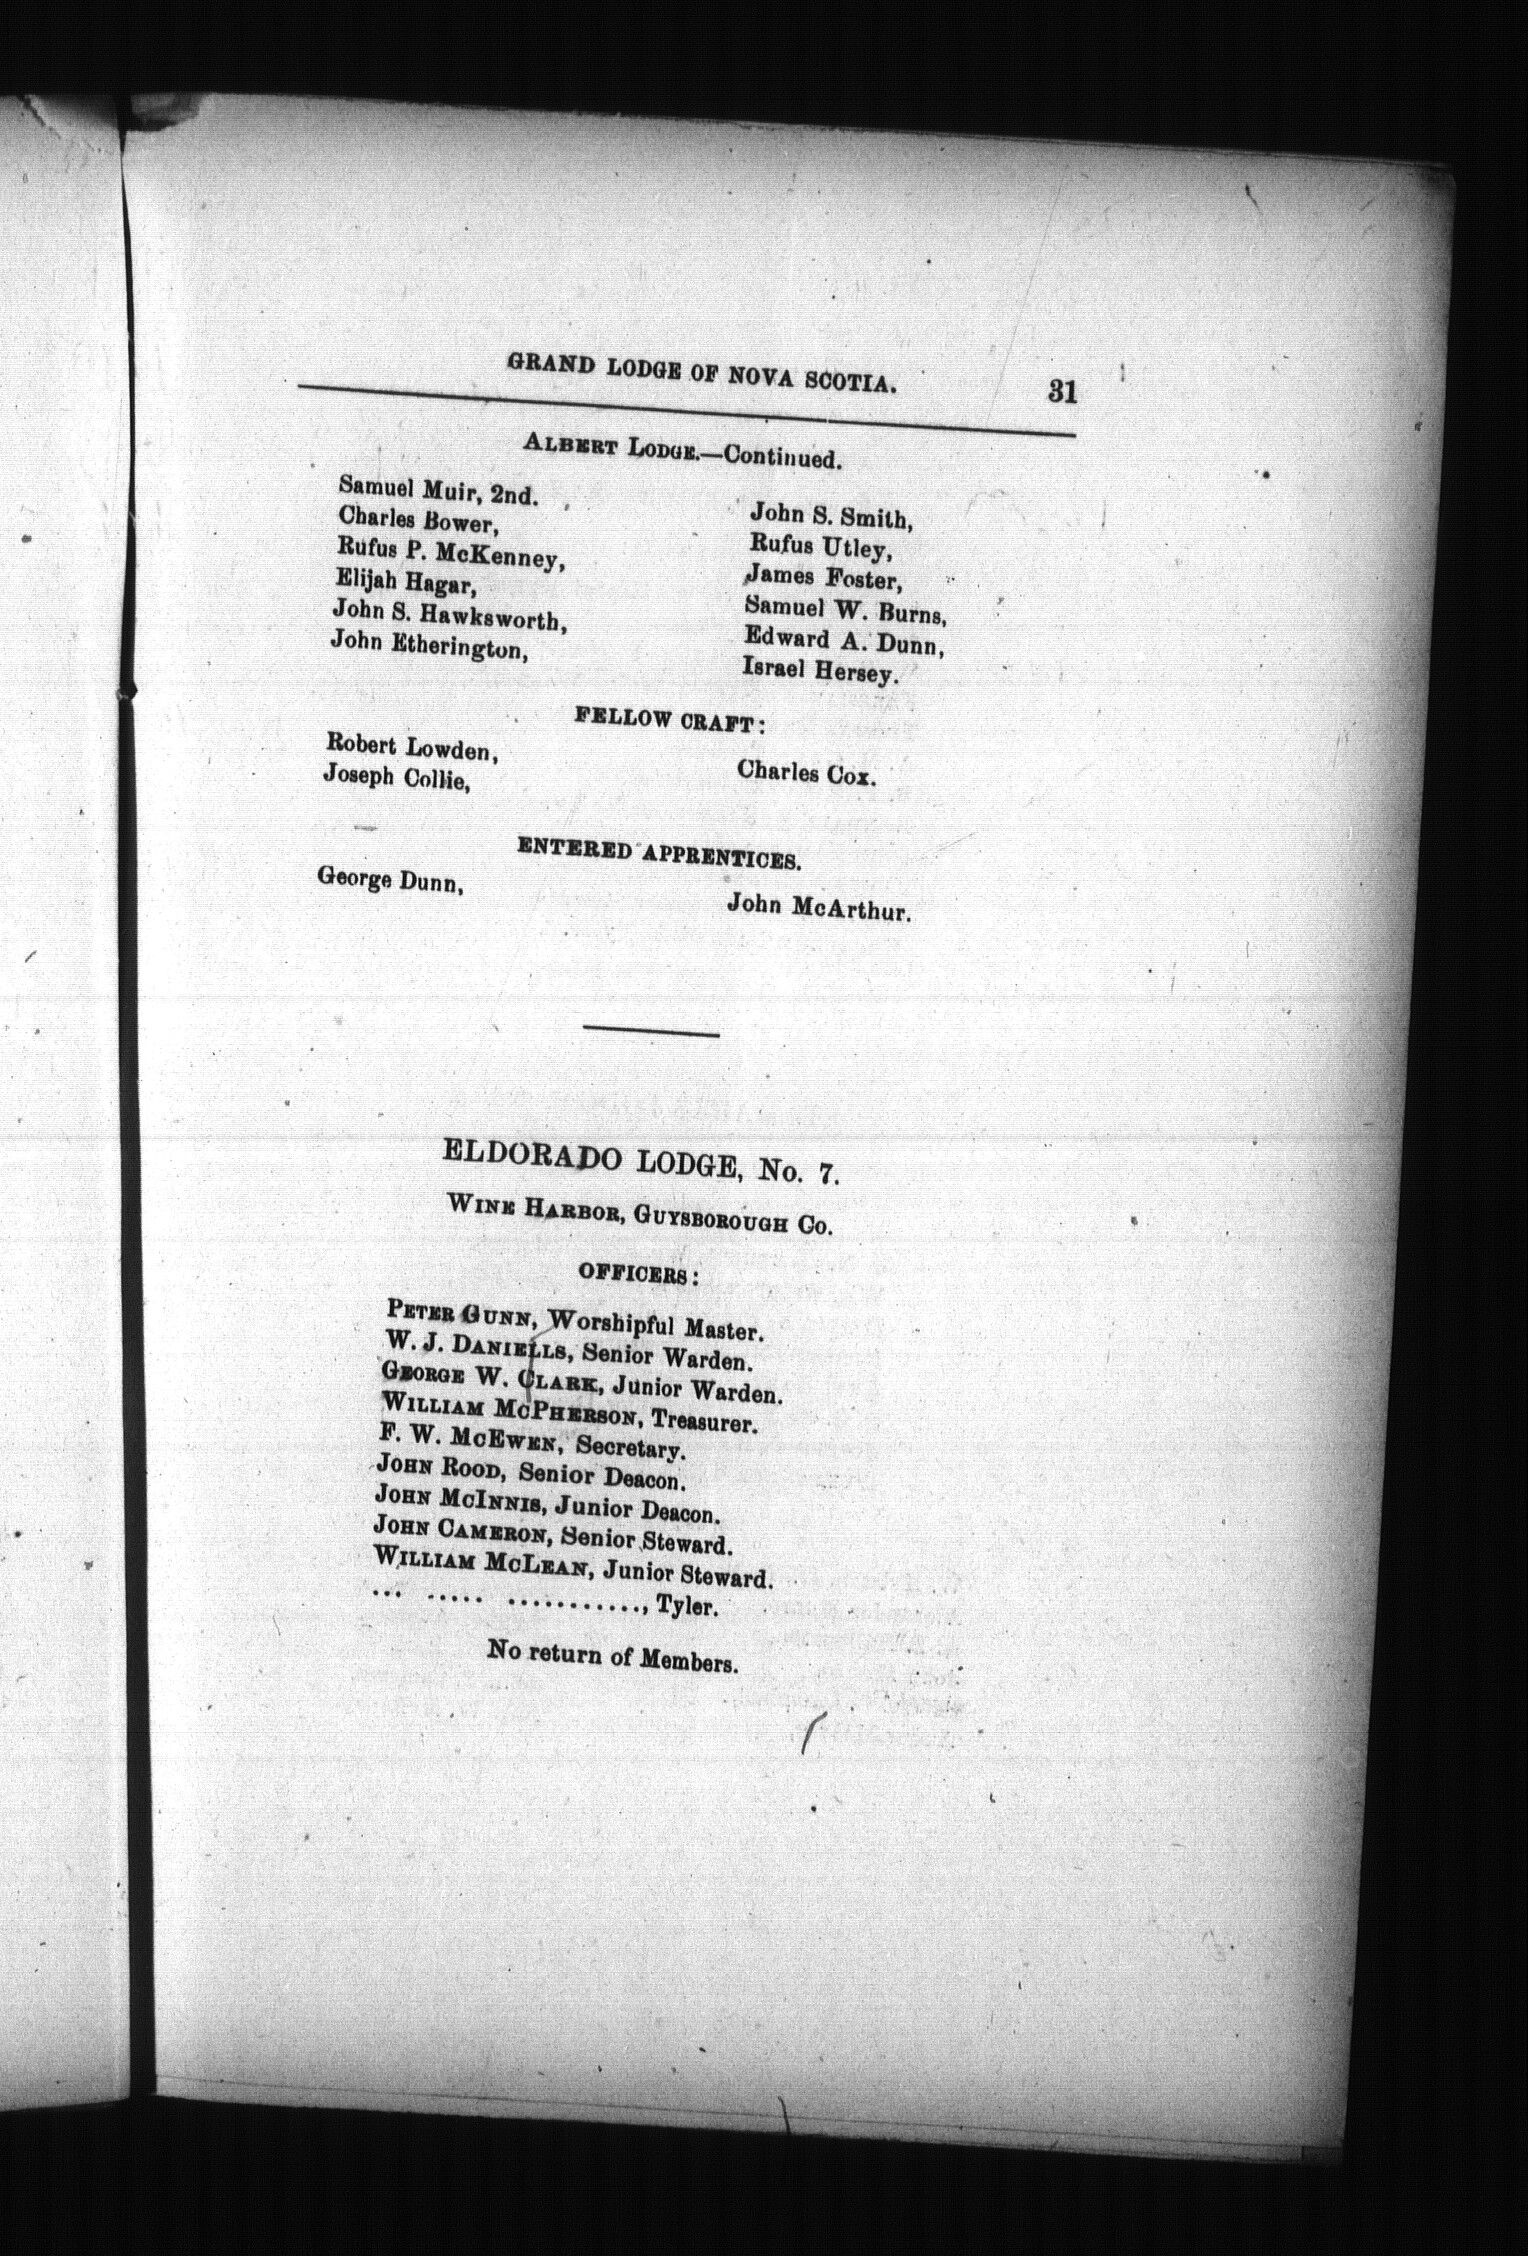 GRAND LODGE OF NOVA SCOTIA. 31
ALBERT LODGE.—Continued.
Samuel Muir, 2nd.
Charles Bower,
Rufus P. McKenney,
Elijah Hagar,
John S. Hawksworth,
John Etherington,
John S. Smith,
Rufus Utley,
James Foster,
Samuel W. Burns,
Edward A. Dunn,
Israel Hersey.
FELLOW CRAFT:
Robert Lowden,
Joseph Collie,
Charles Cox.
ENTERED APPRENTICES.
George Dunn,
John McArthur.
ELDORADO LODGE, No. 7.
WINE HARBOR, GUYSBOROUGH CO.
OFFICERS:
PETER GUNN, Worshipful Master.
W. J. DANIELLS, Senior Warden.
GEORGE W. CLARK, Junior Warden.
WILLIAM MCPHERSON, Treasurer.
F. W. MCEWEN, Secretary.
JOHN ROOD, Senior Deacon.
JOHN MCINNIS, Junior Deacon.
JOHN CAMERON, Senior Steward.
WILLIAM MCLEAN, Junior Steward.
... ..... ............, Tyler.
No return of Members.